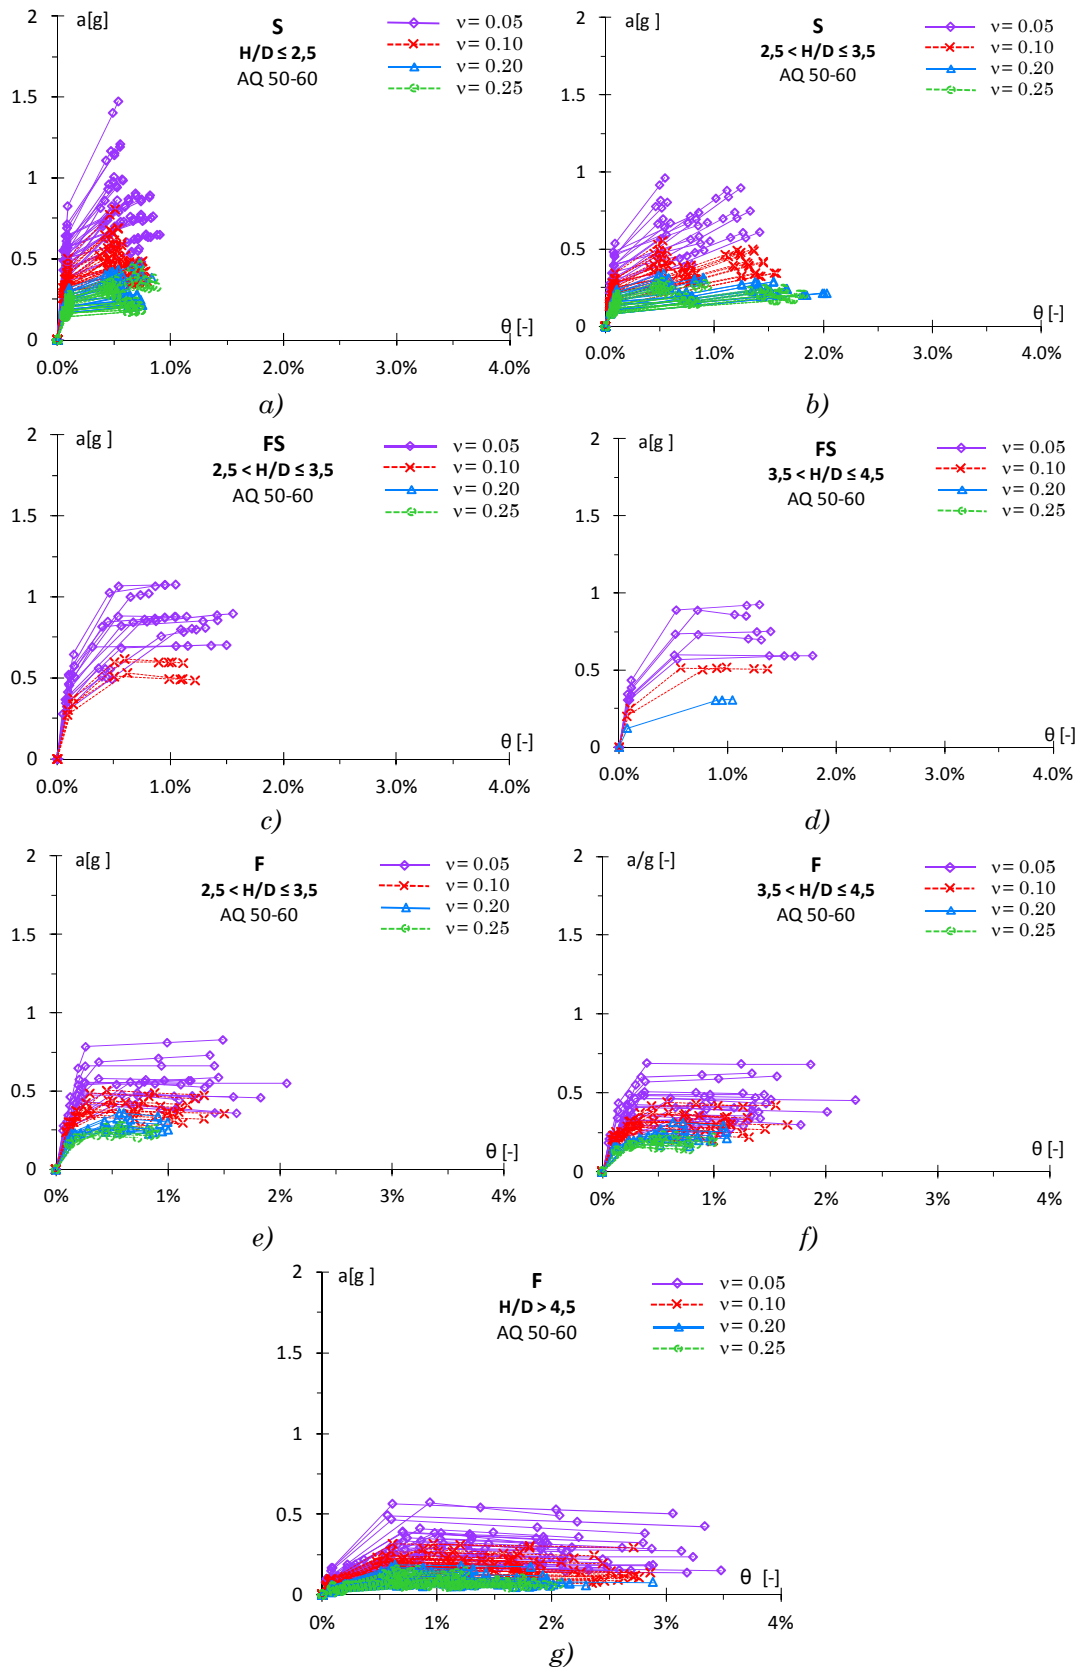 a[g]
S
H/D ≤ 2,5
AQ 50-60
ν= 0.05
ν= 0.10
ν= 0.20
ν= 0.25
2
1.5
1
0.5
0
θ [-]
0.0% 1.0% 2.0% 3.0% 4.0%
a)
a[g ]
S
2,5 < H/D ≤ 3,5
AQ 50-60
ν= 0.05
ν= 0.10
ν= 0.20
ν= 0.25
2
1.5
1
0.5
0
θ [-]
0.0% 1.0% 2.0% 3.0% 4.0%
b)
a[g ]
FS
2,5 < H/D ≤ 3,5
AQ 50-60
ν= 0.05
ν= 0.10
ν= 0.20
ν= 0.25
2
1.5
1
0.5
0
θ [-]
0.0% 1.0% 2.0% 3.0% 4.0%
c)
a[g ]
FS
3,5 < H/D ≤ 4,5
AQ 50-60
ν= 0.05
ν= 0.10
ν= 0.20
ν= 0.25
2
1.5
1
0.5
0
θ [-]
0.0% 1.0% 2.0% 3.0% 4.0%
d)
a[g ]
F
2,5 < H/D ≤ 3,5
AQ 50-60
ν= 0.05
ν= 0.10
ν= 0.20
ν= 0.25
2
1.5
1
0.5
0
θ [-]
0% 1% 2% 3% 4%
e)
a/g [-]
F
3,5 < H/D ≤ 4,5
AQ 50-60
ν= 0.05
ν= 0.10
ν= 0.20
ν= 0.25
2
1.5
1
0.5
0
θ [-]
0% 1% 2% 3% 4%
f)
a[g ]
F
H/D > 4,5
AQ 50-60
ν= 0.05
ν= 0.10
ν= 0.20
ν= 0.25
2
1.5
1
0.5
0
θ [-]
0% 1% 2% 3% 4%
g)